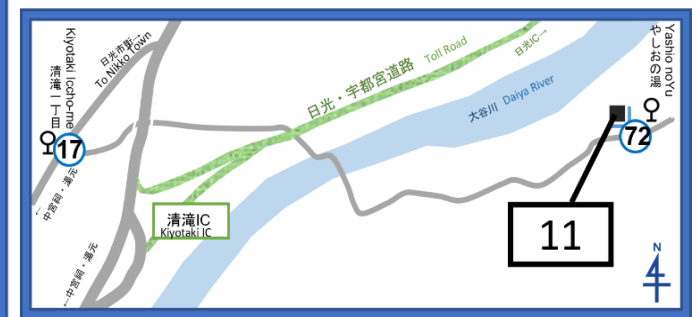 Kiyotaki Iccho-me
清滝一丁目
17
日光市街→
To Nikko Town
←中宮祠・湯元
←中宮祠・湯元
清滝IC
Kiyotaki IC
日光・宇都宮道路 Toll Road
日光IC→
大谷川 Daiya River
Yashio noYu
やしおの湯
72
11
N